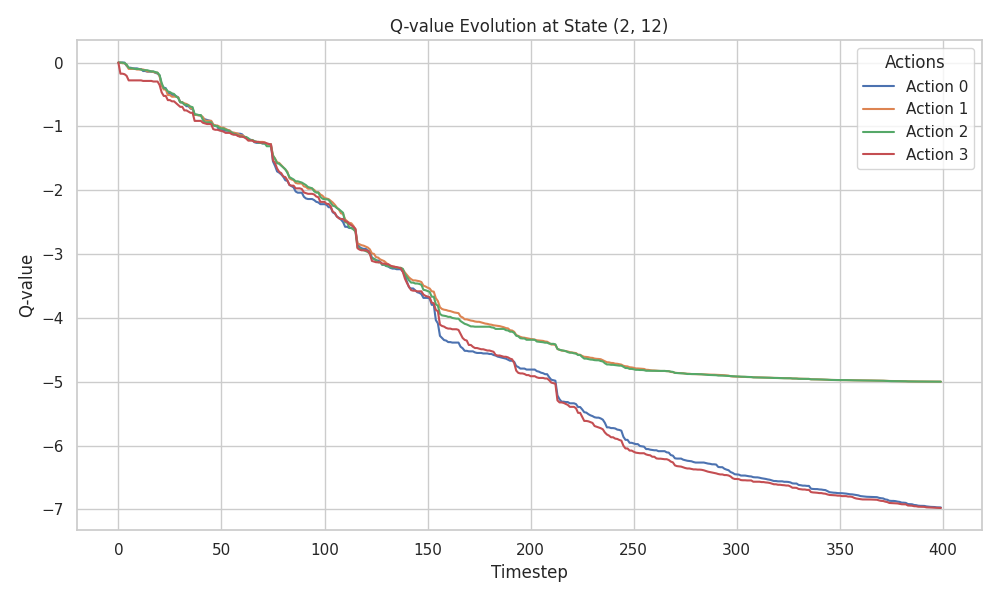 Q-value Evolution at State (2, 12)
Actions
Action 0
Action 1
Action 2
Action 3
Q-value
0
−1
−2
−3
−4
−5
−6
−7
0 50 100 150 200 250 300 350 400
Timestep